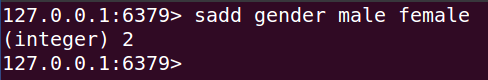 127.0.0.1:6379> sadd gender male female
(integer) 2
127.0.0.1:6379>